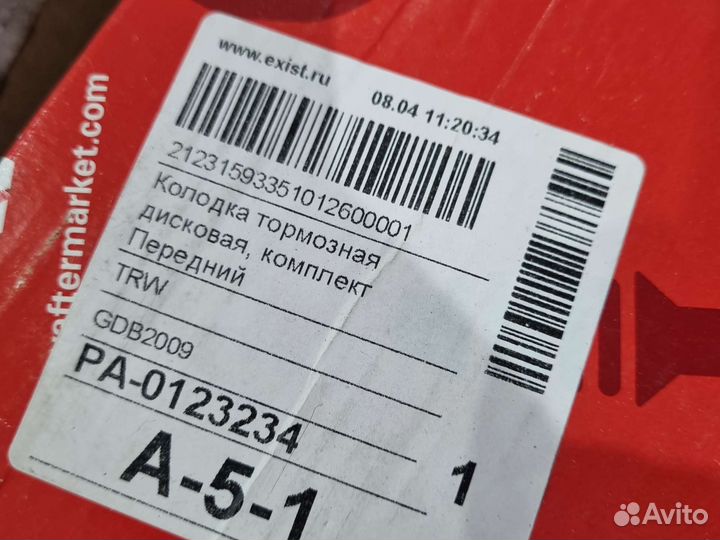 www.exist.ru
08.04 11:20:34
21231593351012600001
Колодка тормозная
дисковая, комплект
Передний
TRW
GDB2009
PA-0123234
A-5-1
1
aftermarket.com
Avito